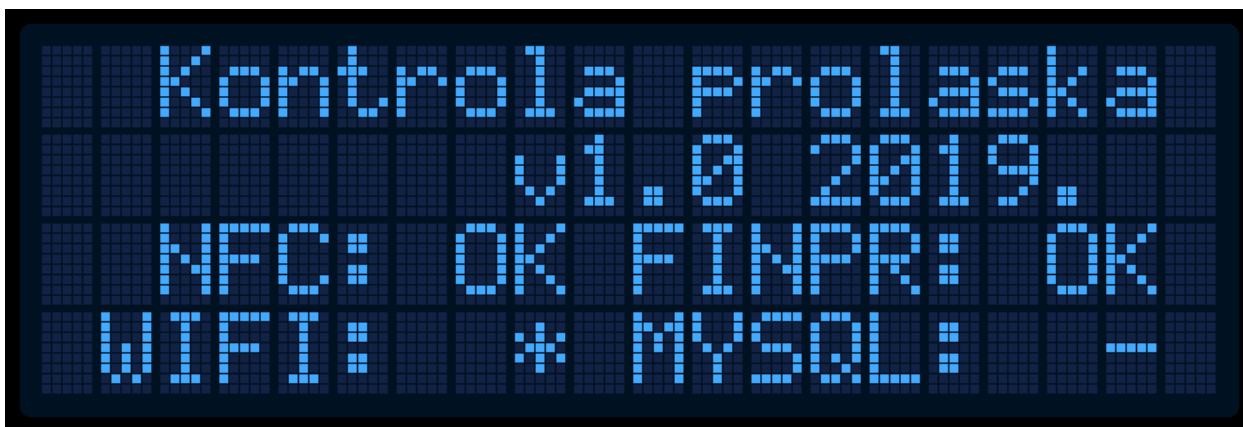 Kontrola prolaska
v1.0 2019.
NFC: OK FINPR: OK
WIFI: * MYSQL: -